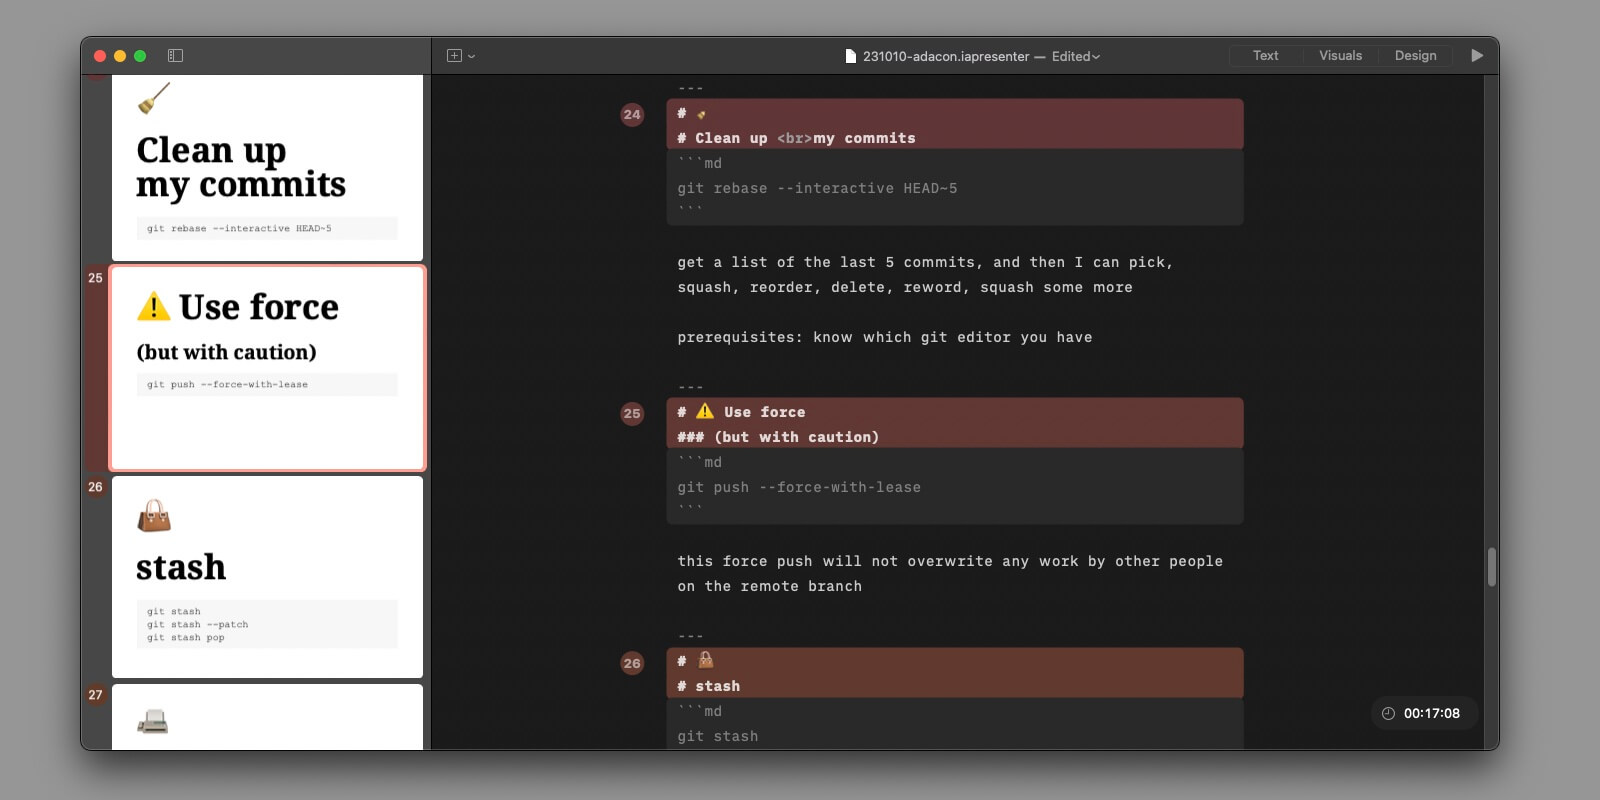 231010-adacon.iapresenter — Edited
Text
Visuals
Design
Clean up
my commits
git rebase --interactive HEAD~5
25
⚠️ Use force
(but with caution)
git push --force-with-lease
26
stash
git stash
git stash --patch
git stash pop
27
---
24
# 🧹
# Clean up <br>my commits
```md
git rebase --interactive HEAD~5
```
get a list of the last 5 commits, and then I can pick,
squash, reorder, delete, reword, squash some more
prerequisites: know which git editor you have
---
25
# ⚠️ Use force
### (but with caution)
```md
git push --force-with-lease
```
this force push will not overwrite any work by other people
on the remote branch
---
26
# 👜
# stash
```md
git stash
00:17:08